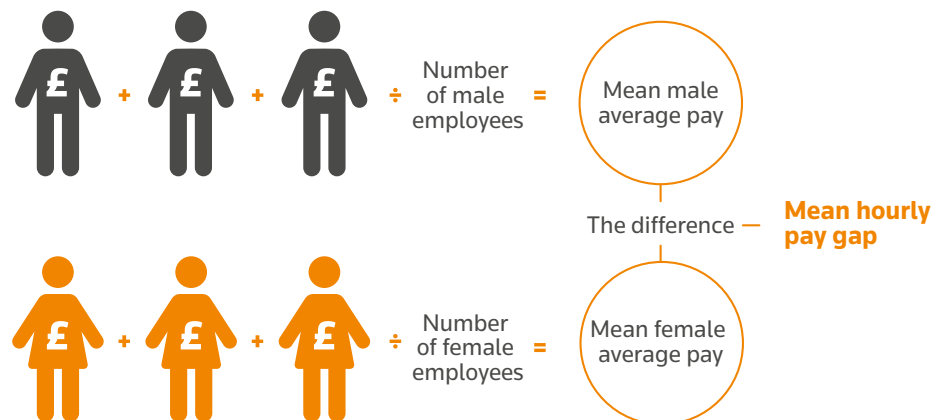 £ + £ + £ ÷ Number of male employees =
Mean male
average pay
The difference
Mean hourly
pay gap
£ + £ + £ ÷ Number of female employees =
Mean female
average pay